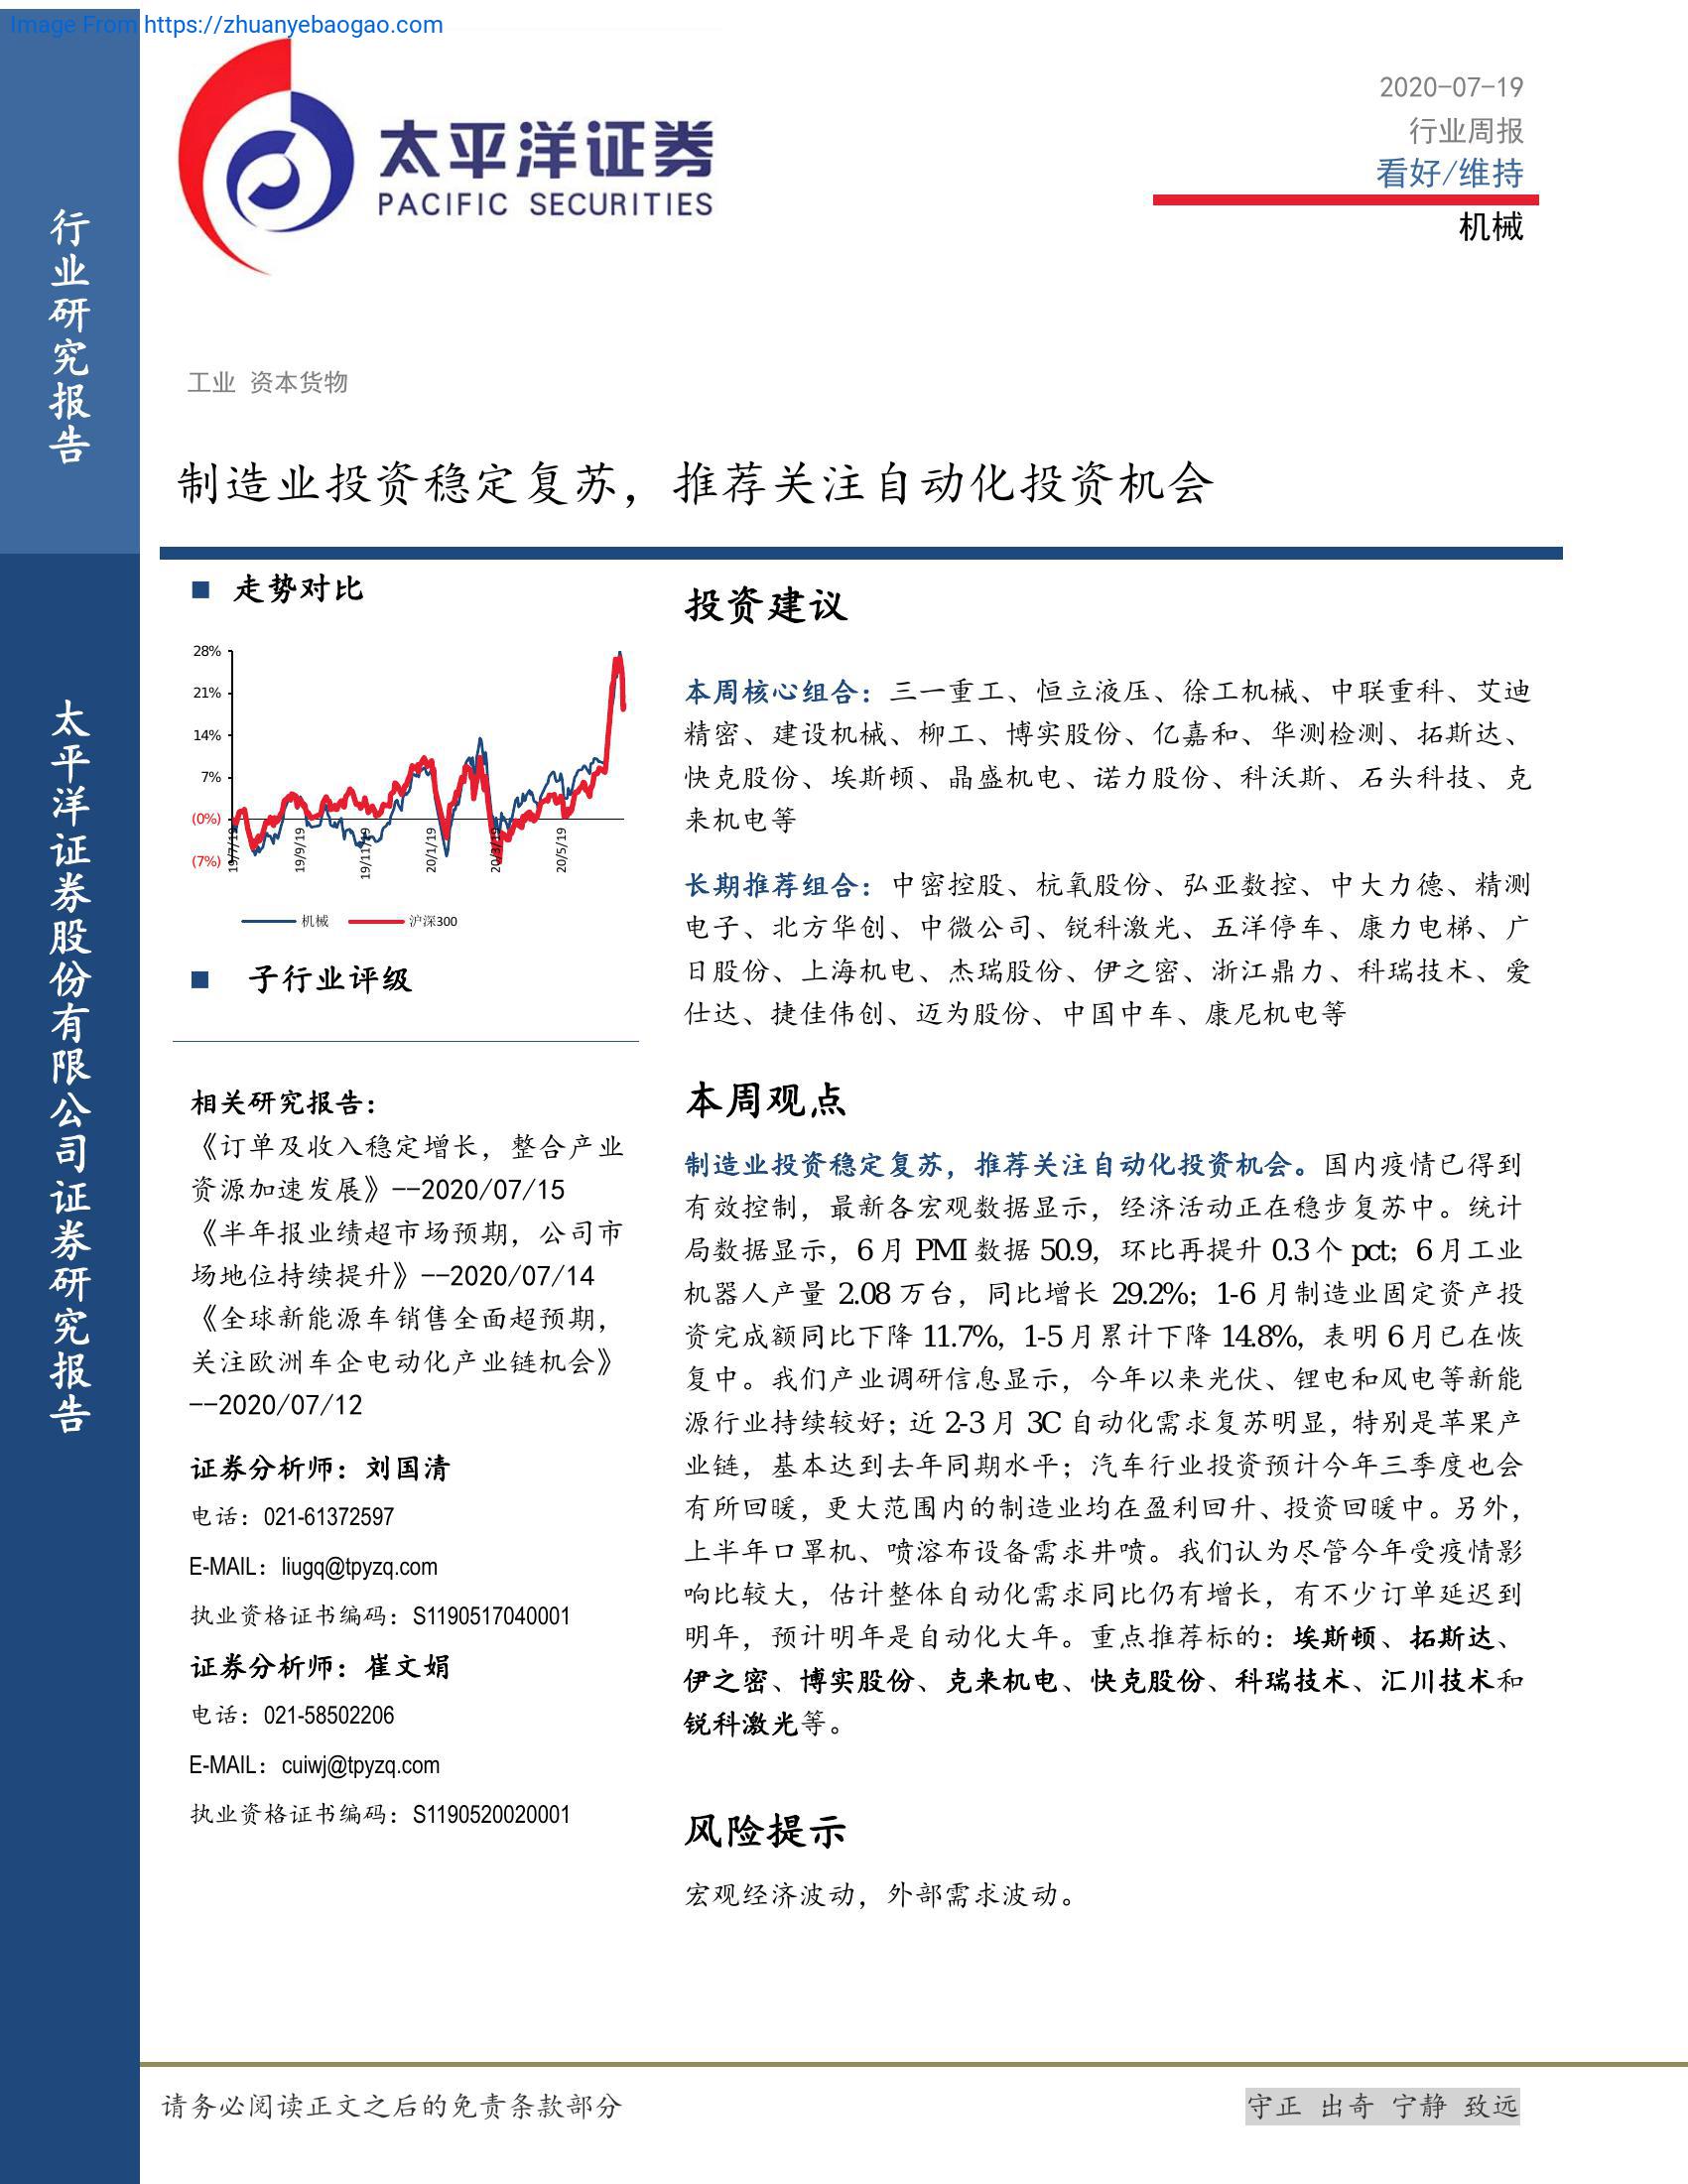 Image From https://zhuanyebaogao.com
太平洋证券
PACIFIC SECURITIES
2020-07-19
行业周报
看好/维持
机械
行业研究报告
太平洋证券股份有限公司证券研究报告
工业 资本货物
制造业投资稳定复苏，推荐关注自动化投资机会
■ 走势对比
28%
21%
14%
7%
(0%)
(7%)
19/7/19
19/9/19
19/11/19
20/1/19
20/3/19
20/5/19
机械 沪深300
■ 子行业评级
相关研究报告：
《订单及收入稳定增长，整合产业
资源加速发展》--2020/07/15
《半年报业绩超市场预期，公司市
场地位持续提升》--2020/07/14
《全球新能源车销售全面超预期，
关注欧洲车企电动化产业链机会》
--2020/07/12
证券分析师：刘国清
电话：021-61372597
E-MAIL：liugq@tpyzq.com
执业资格证书编码：S1190517040001
证券分析师：崔文娟
电话：021-58502206
E-MAIL：cuiwj@tpyzq.com
执业资格证书编码：S1190520020001
投资建议
本周核心组合：三一重工、恒立液压、徐工机械、中联重科、艾迪
精密、建设机械、柳工、博实股份、亿嘉和、华测检测、拓斯达、
快克股份、埃斯顿、晶盛机电、诺力股份、科沃斯、石头科技、克
来机电等
长期推荐组合：中密控股、杭氧股份、弘亚数控、中大力德、精测
电子、北方华创、中微公司、锐科激光、五洋停车、康力电梯、广
日股份、上海机电、杰瑞股份、伊之密、浙江鼎力、科瑞技术、爱
仕达、捷佳伟创、迈为股份、中国中车、康尼机电等
本周观点
制造业投资稳定复苏，推荐关注自动化投资机会。国内疫情已得到
有效控制，最新各宏观数据显示，经济活动正在稳步复苏中。统计
局数据显示，6 月 PMI 数据 50.9，环比再提升 0.3 个 pct；6 月工业
机器人产量 2.08 万台，同比增长 29.2%；1-6 月制造业固定资产投
资完成额同比下降 11.7%，1-5 月累计下降 14.8%，表明 6 月已在恢
复中。我们产业调研信息显示，今年以来光伏、锂电和风电等新能
源行业持续较好；近 2-3 月 3C 自动化需求复苏明显，特别是苹果产
业链，基本达到去年同期水平；汽车行业投资预计今年三季度也会
有所回暖，更大范围内的制造业均在盈利回升、投资回暖中。另外，
上半年口罩机、喷溶布设备需求井喷。我们认为尽管今年受疫情影
响比较大，估计整体自动化需求同比仍有增长，有不少订单延迟到
明年，预计明年是自动化大年。重点推荐标的：埃斯顿、拓斯达、
伊之密、博实股份、克来机电、快克股份、科瑞技术、汇川技术和
锐科激光等。
风险提示
宏观经济波动，外部需求波动。
请务必阅读正文之后的免责条款部分
守正 出奇 宁静 致远